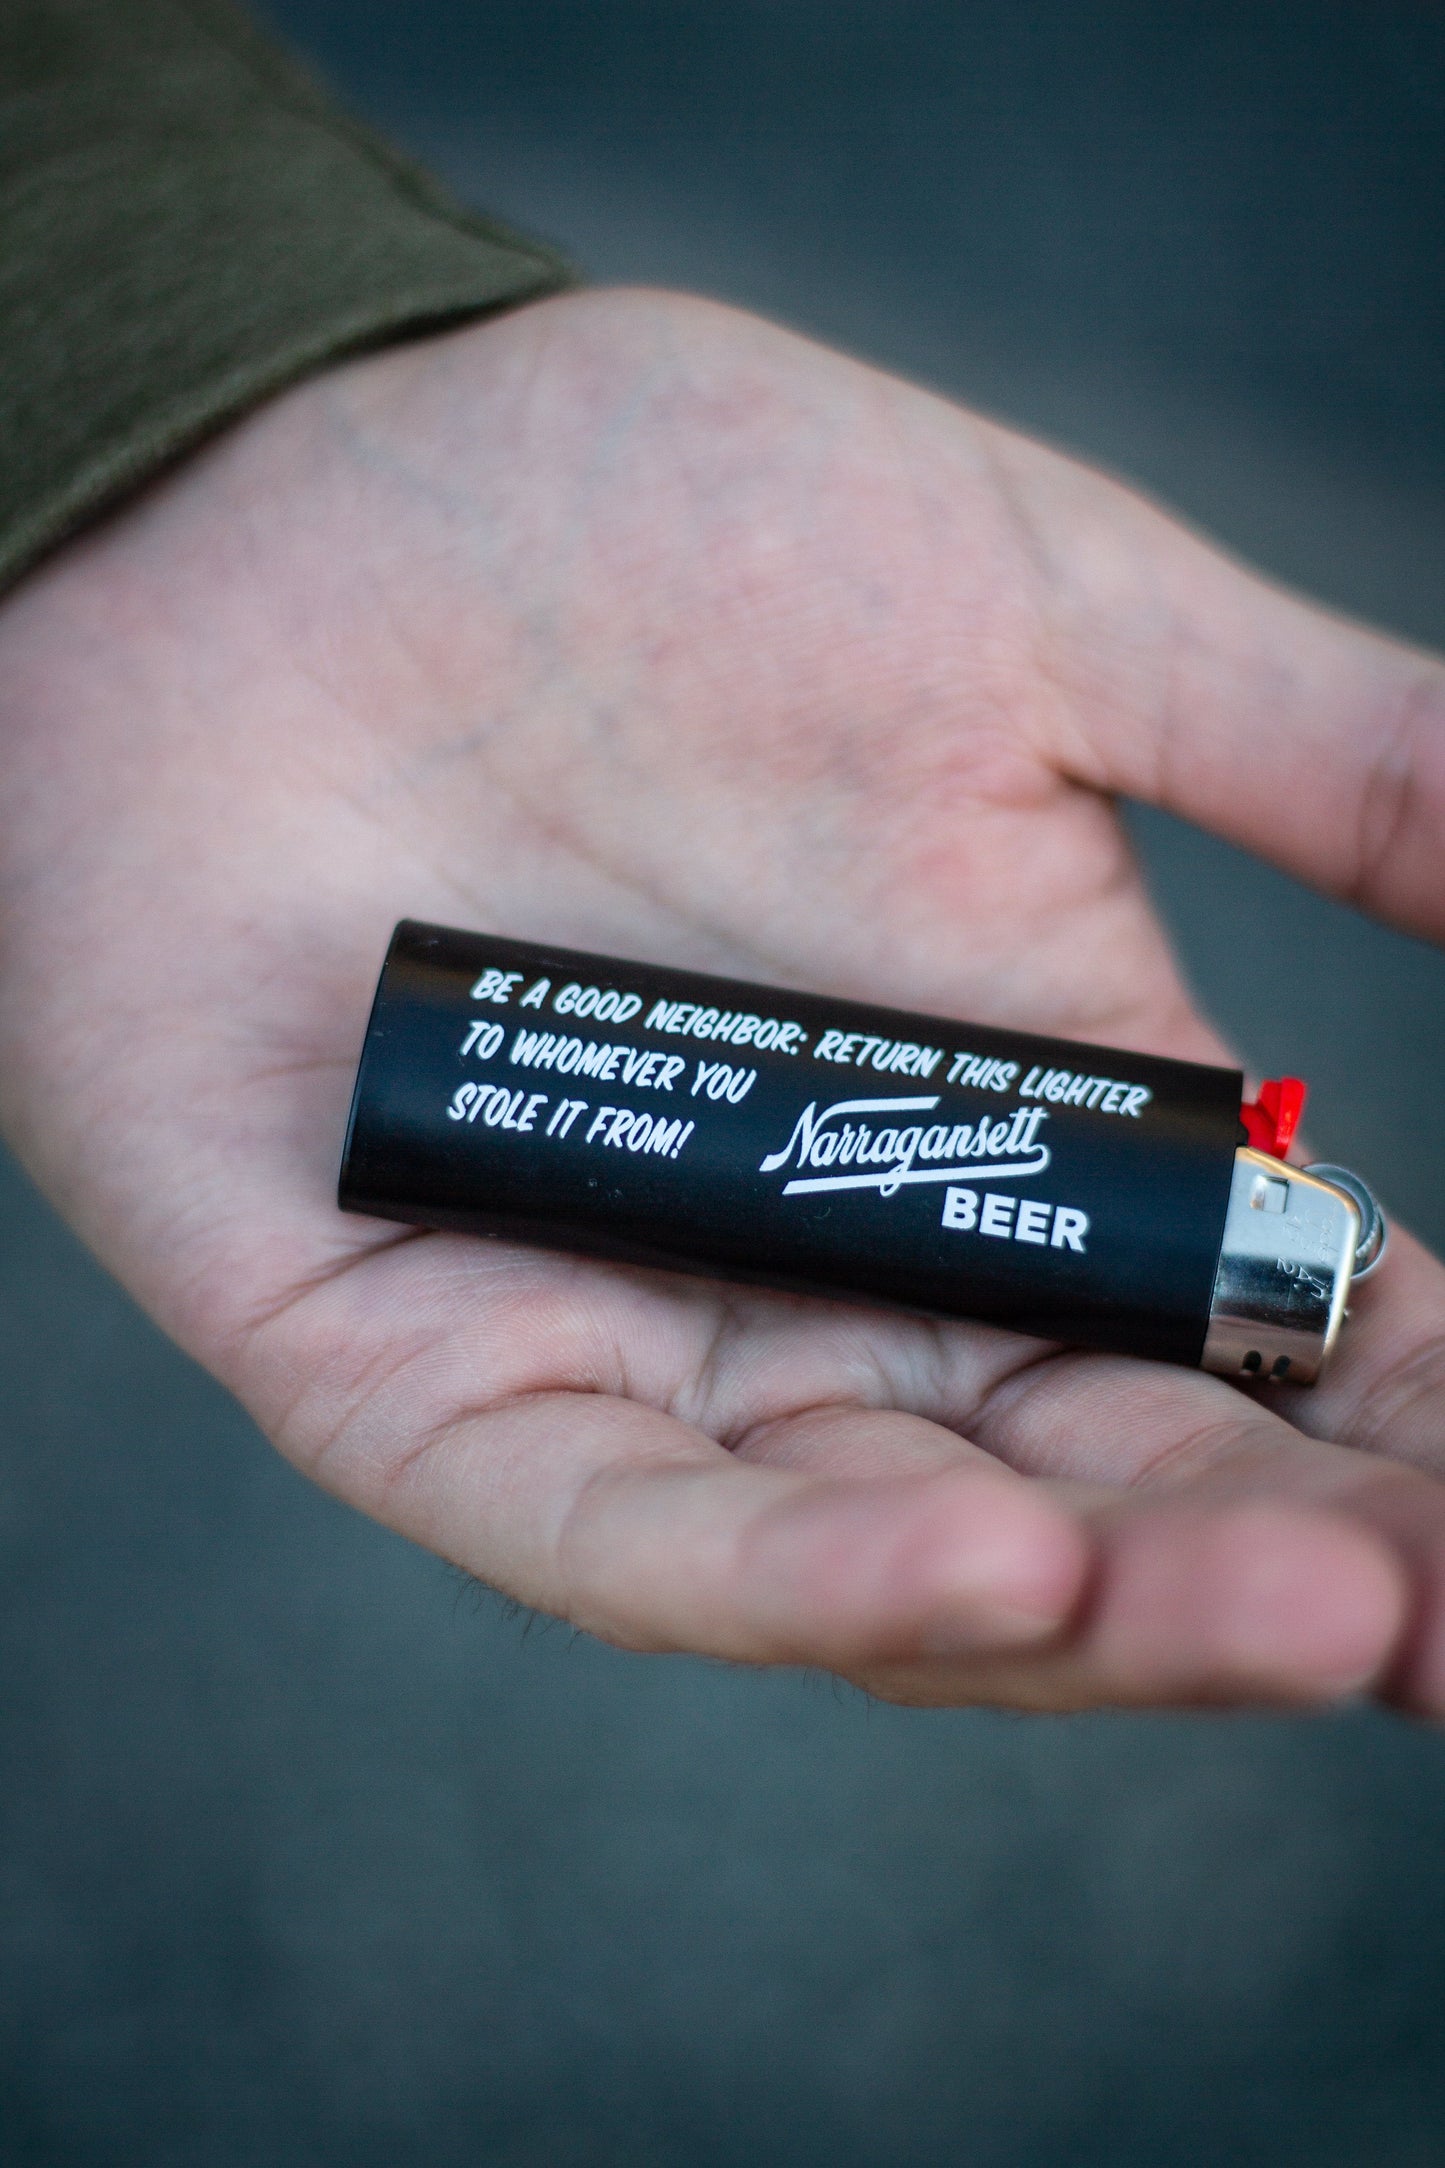 BE A GOOD NEIGHBOR: RETURN THIS LIGHTER
TO WHOMEVER YOU
STOLE IT FROM!
Narragansett
BEER